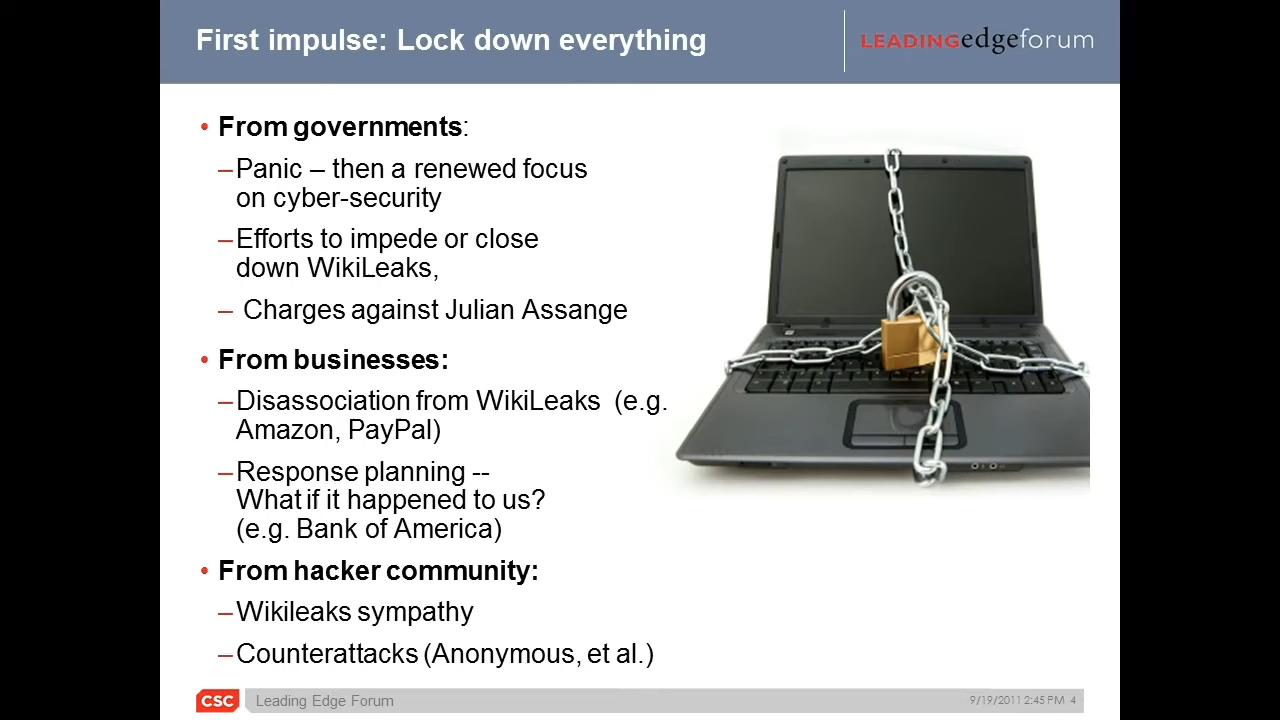 First impulse: Lock down everything
LEADINGedgeforum
• From governments:
–Panic – then a renewed focus
on cyber-security
–Efforts to impede or close
down WikiLeaks,
– Charges against Julian Assange
• From businesses:
–Disassociation from WikiLeaks (e.g.
Amazon, PayPal)
–Response planning --
What if it happened to us?
(e.g. Bank of America)
• From hacker community:
–Wikileaks sympathy
–Counterattacks (Anonymous, et al.)
CSC Leading Edge Forum 9/19/2011 2:45 PM 4